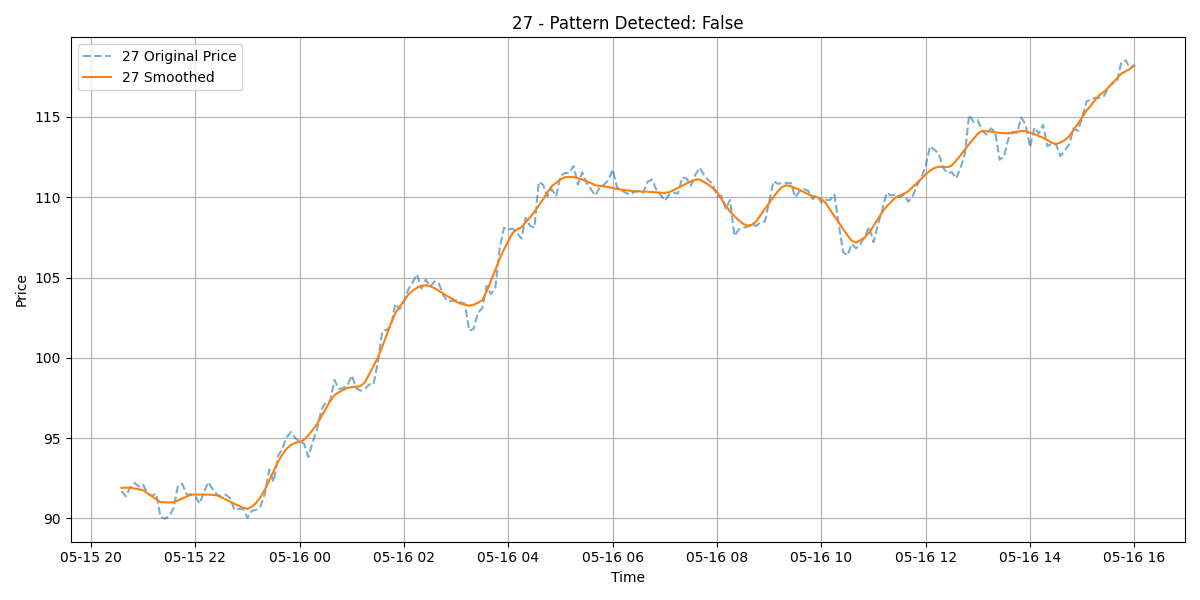 27 - Pattern Detected: False
27 Original Price
27 Smoothed
Price
115
110
105
100
95
90
05-15 20 05-15 22 05-16 00 05-16 02 05-16 04 05-16 06 05-16 08 05-16 10 05-16 12 05-16 14 05-16 16
Time